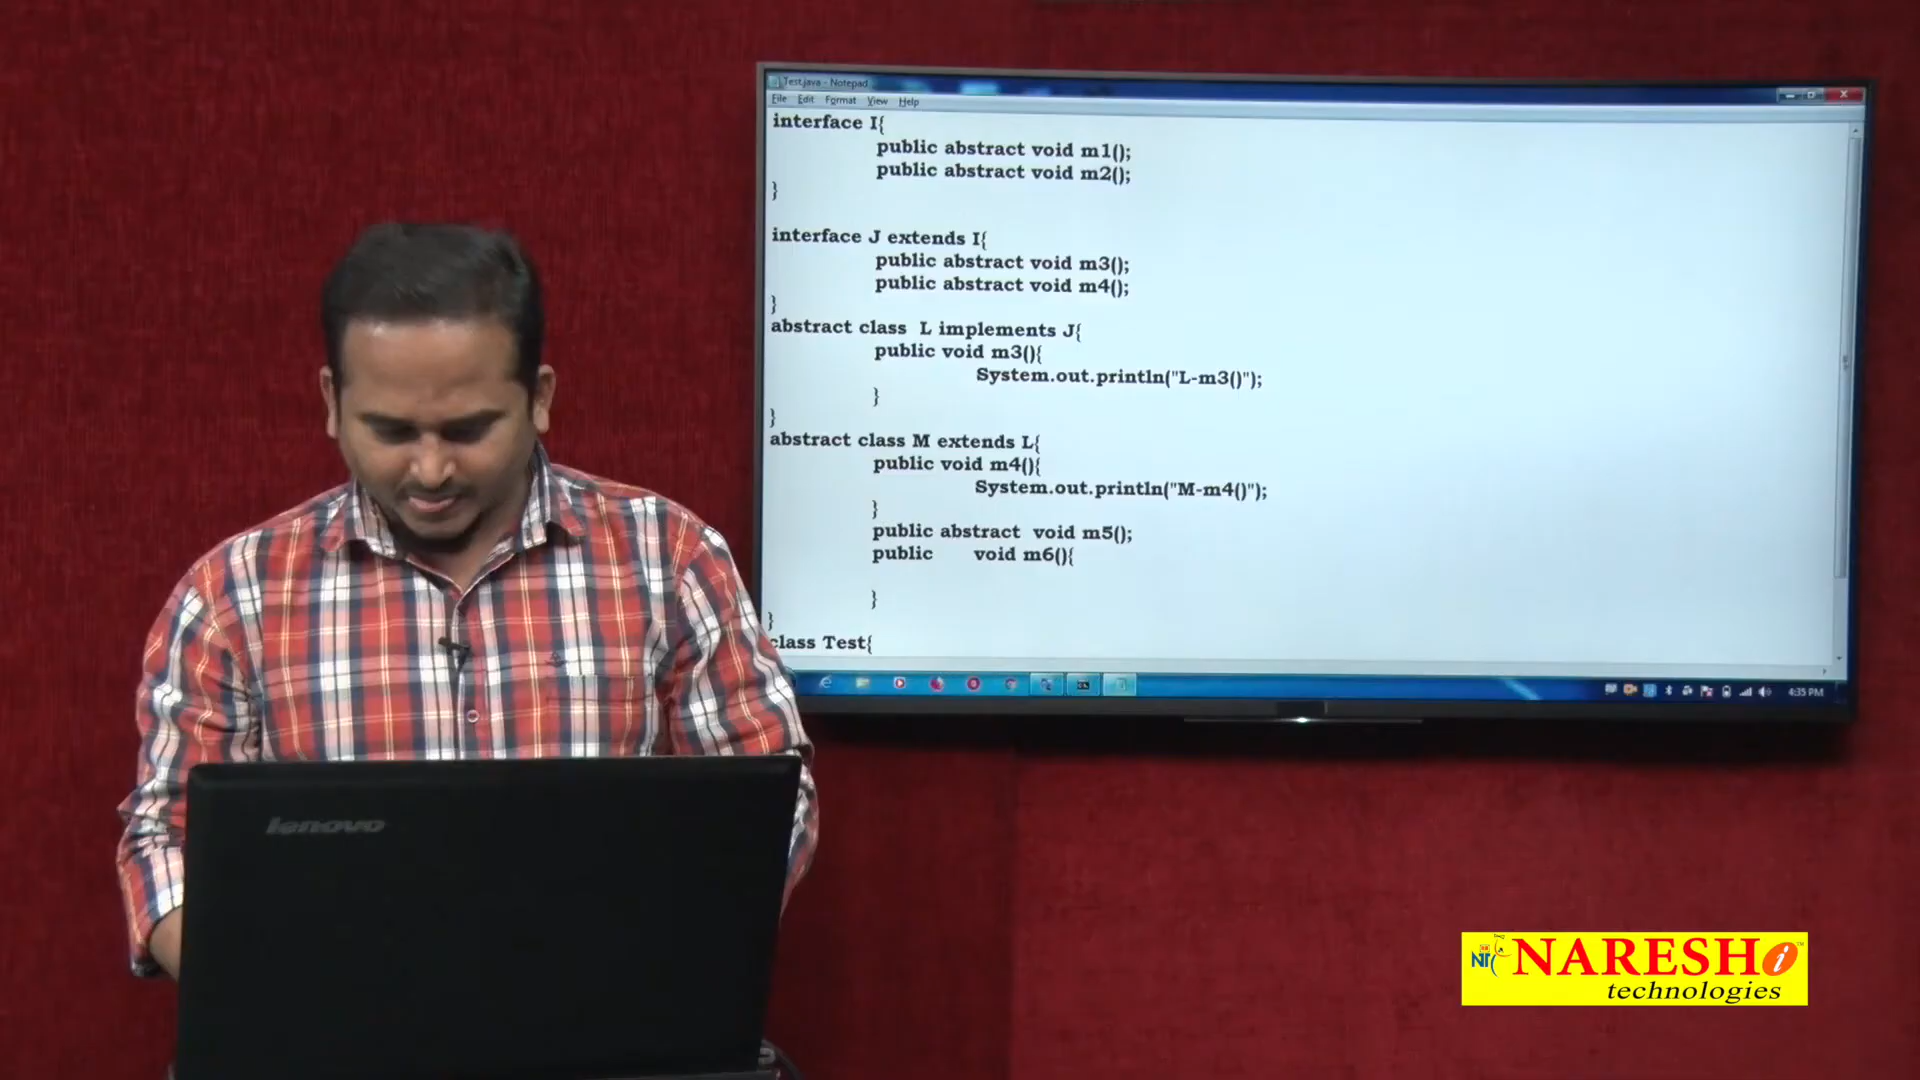 Test.java - Notepad
File Edit Format View Help
interface I{
public abstract void m1();
public abstract void m2();
}
interface J extends I{
public abstract void m3();
public abstract void m4();
}
abstract class L implements J{
public void m3(){
System.out.println("L-m3()");
}
}
abstract class M extends L{
public void m4(){
System.out.println("M-m4()");
}
public abstract void m5();
public void m6(){
}
}
class Test{
4:35 PM
lenovo
NARESH i
technologies